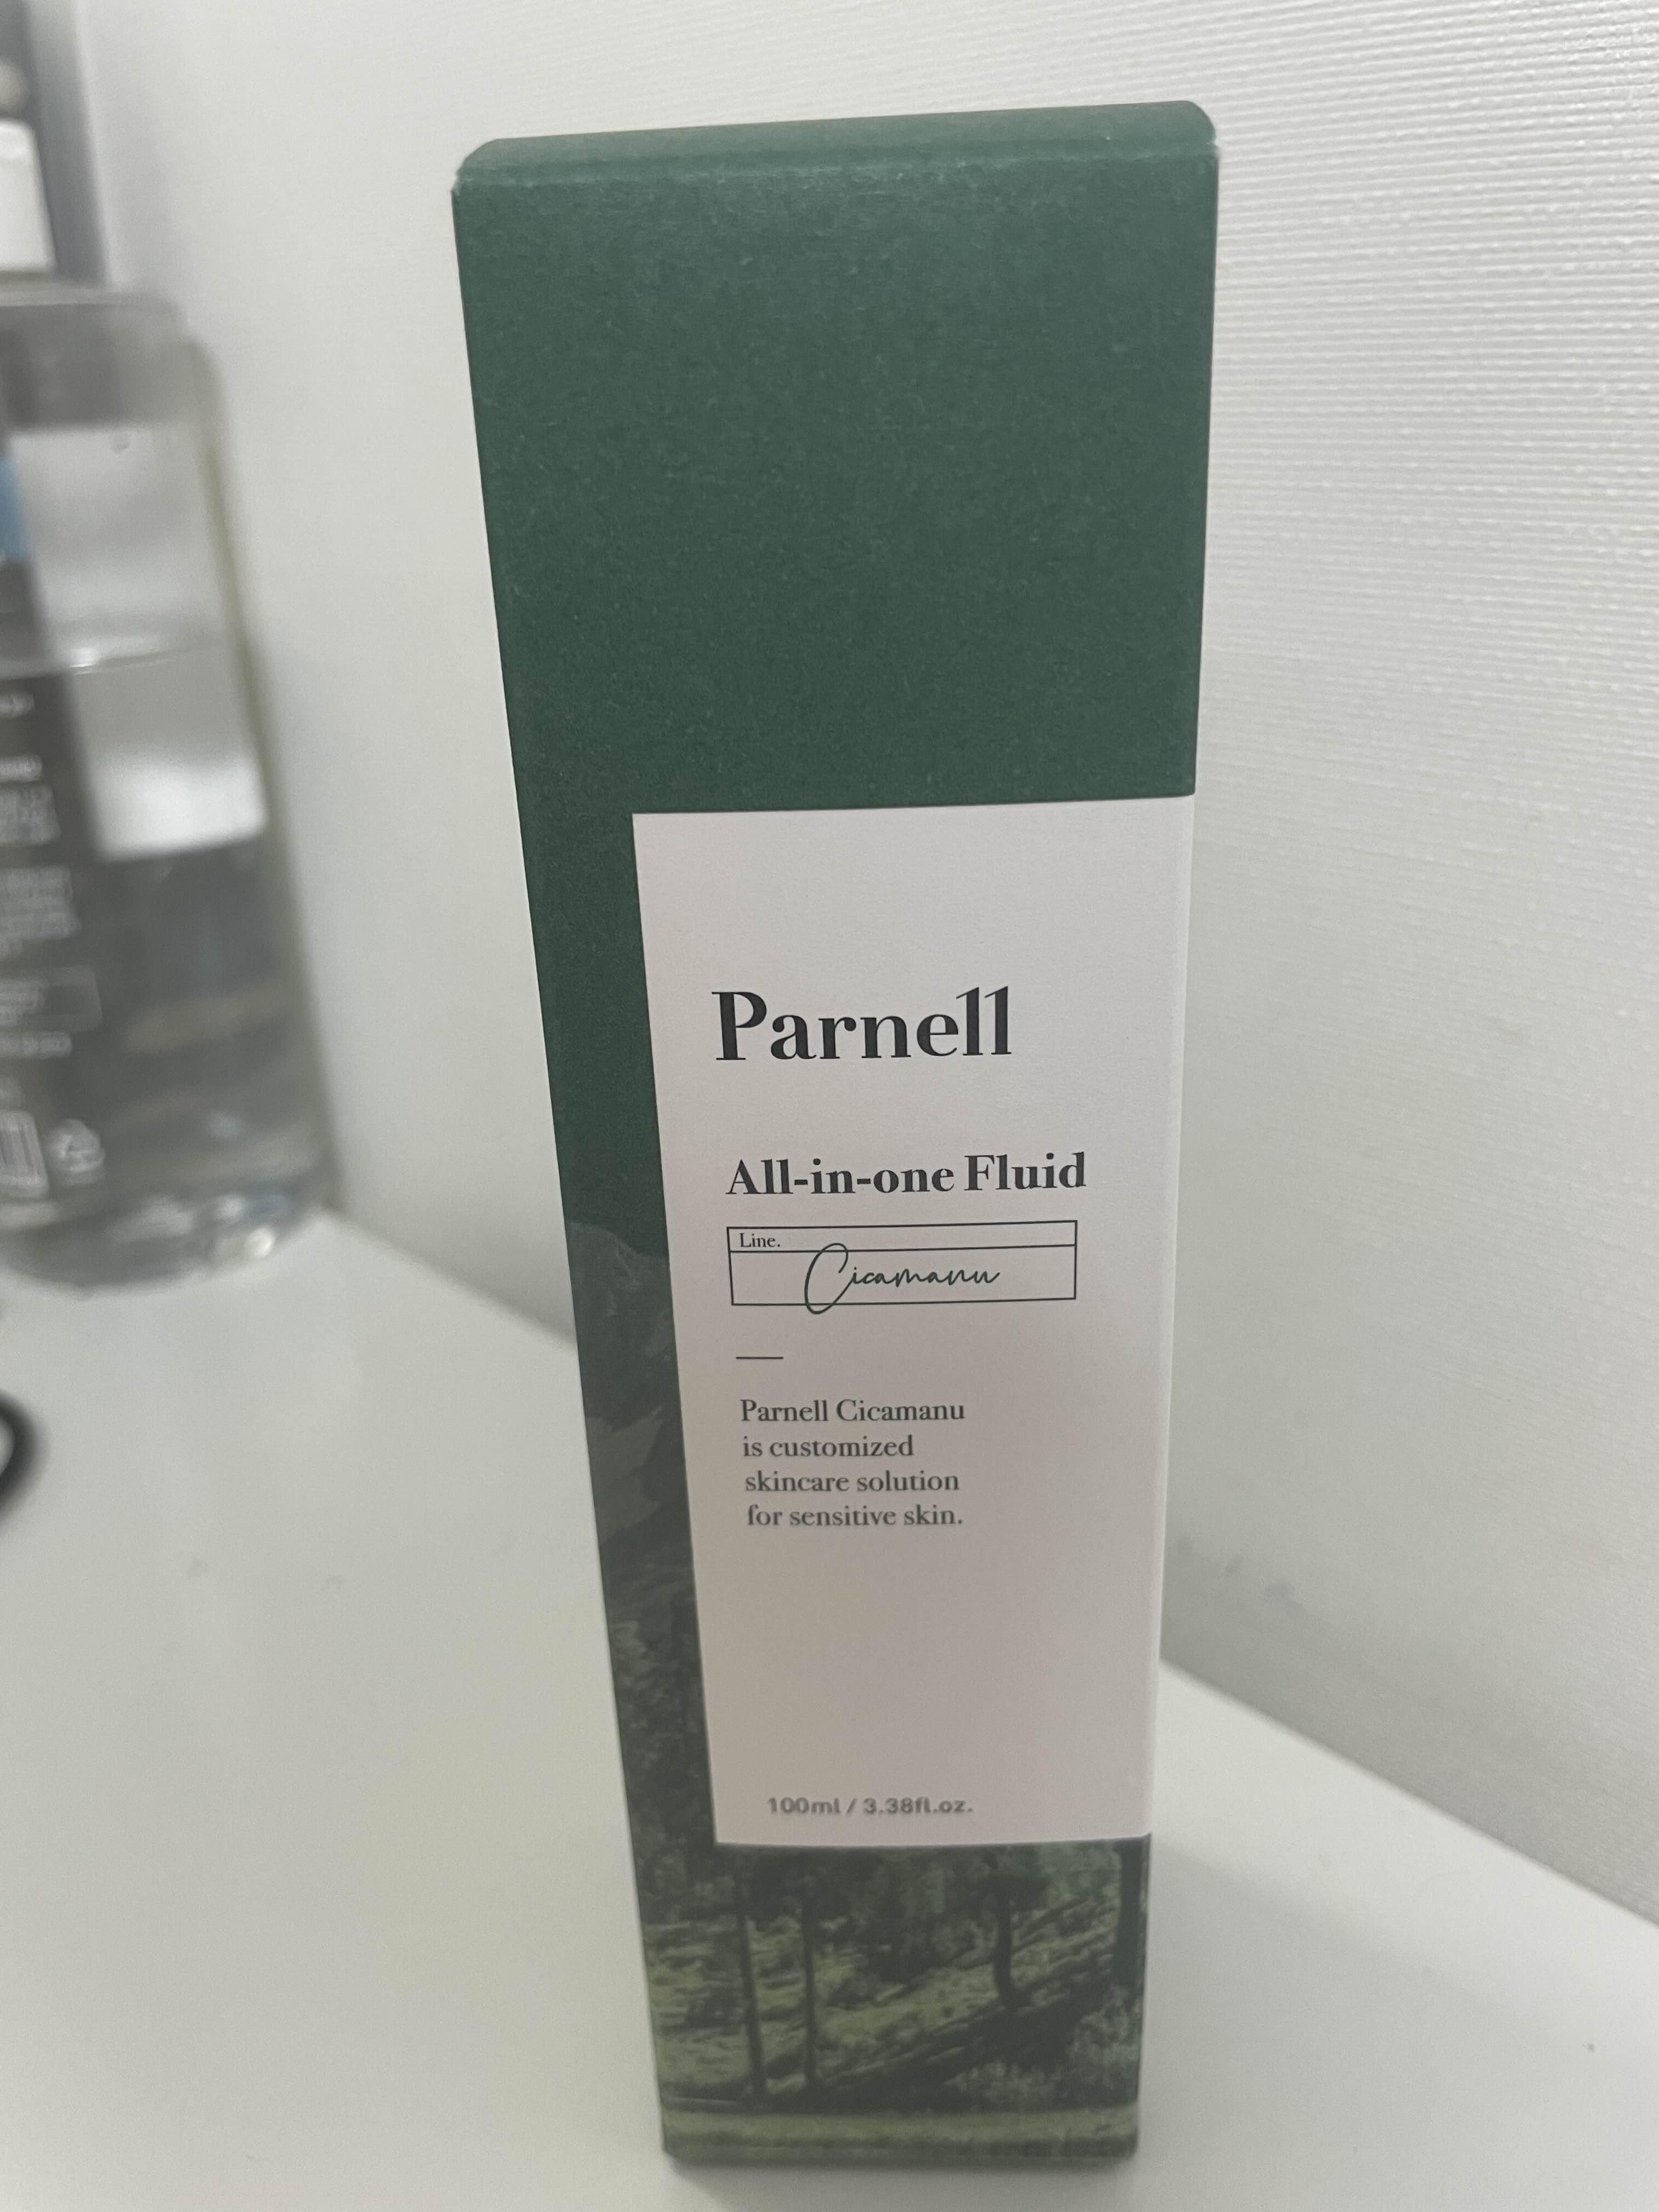 Parnell
All-in-one Fluid
Line.
Cicamanu
Parnell Cicamanu
is customized
skincare solution
for sensitive skin.
100ml / 3.38fl.oz.